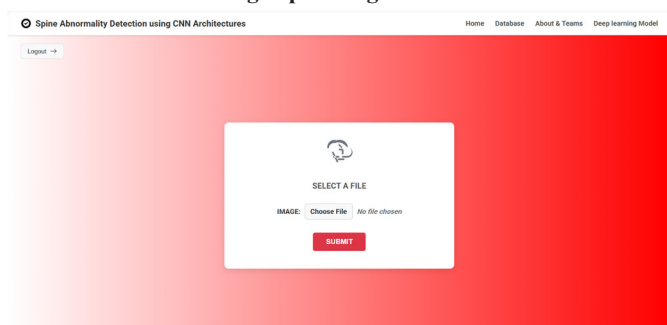 Spine Abnormality Detection using CNN Architectures
Home Database About & Teams Deep learning Model
Logout →
SELECT A FILE
IMAGE: Choose File No file chosen
SUBMIT